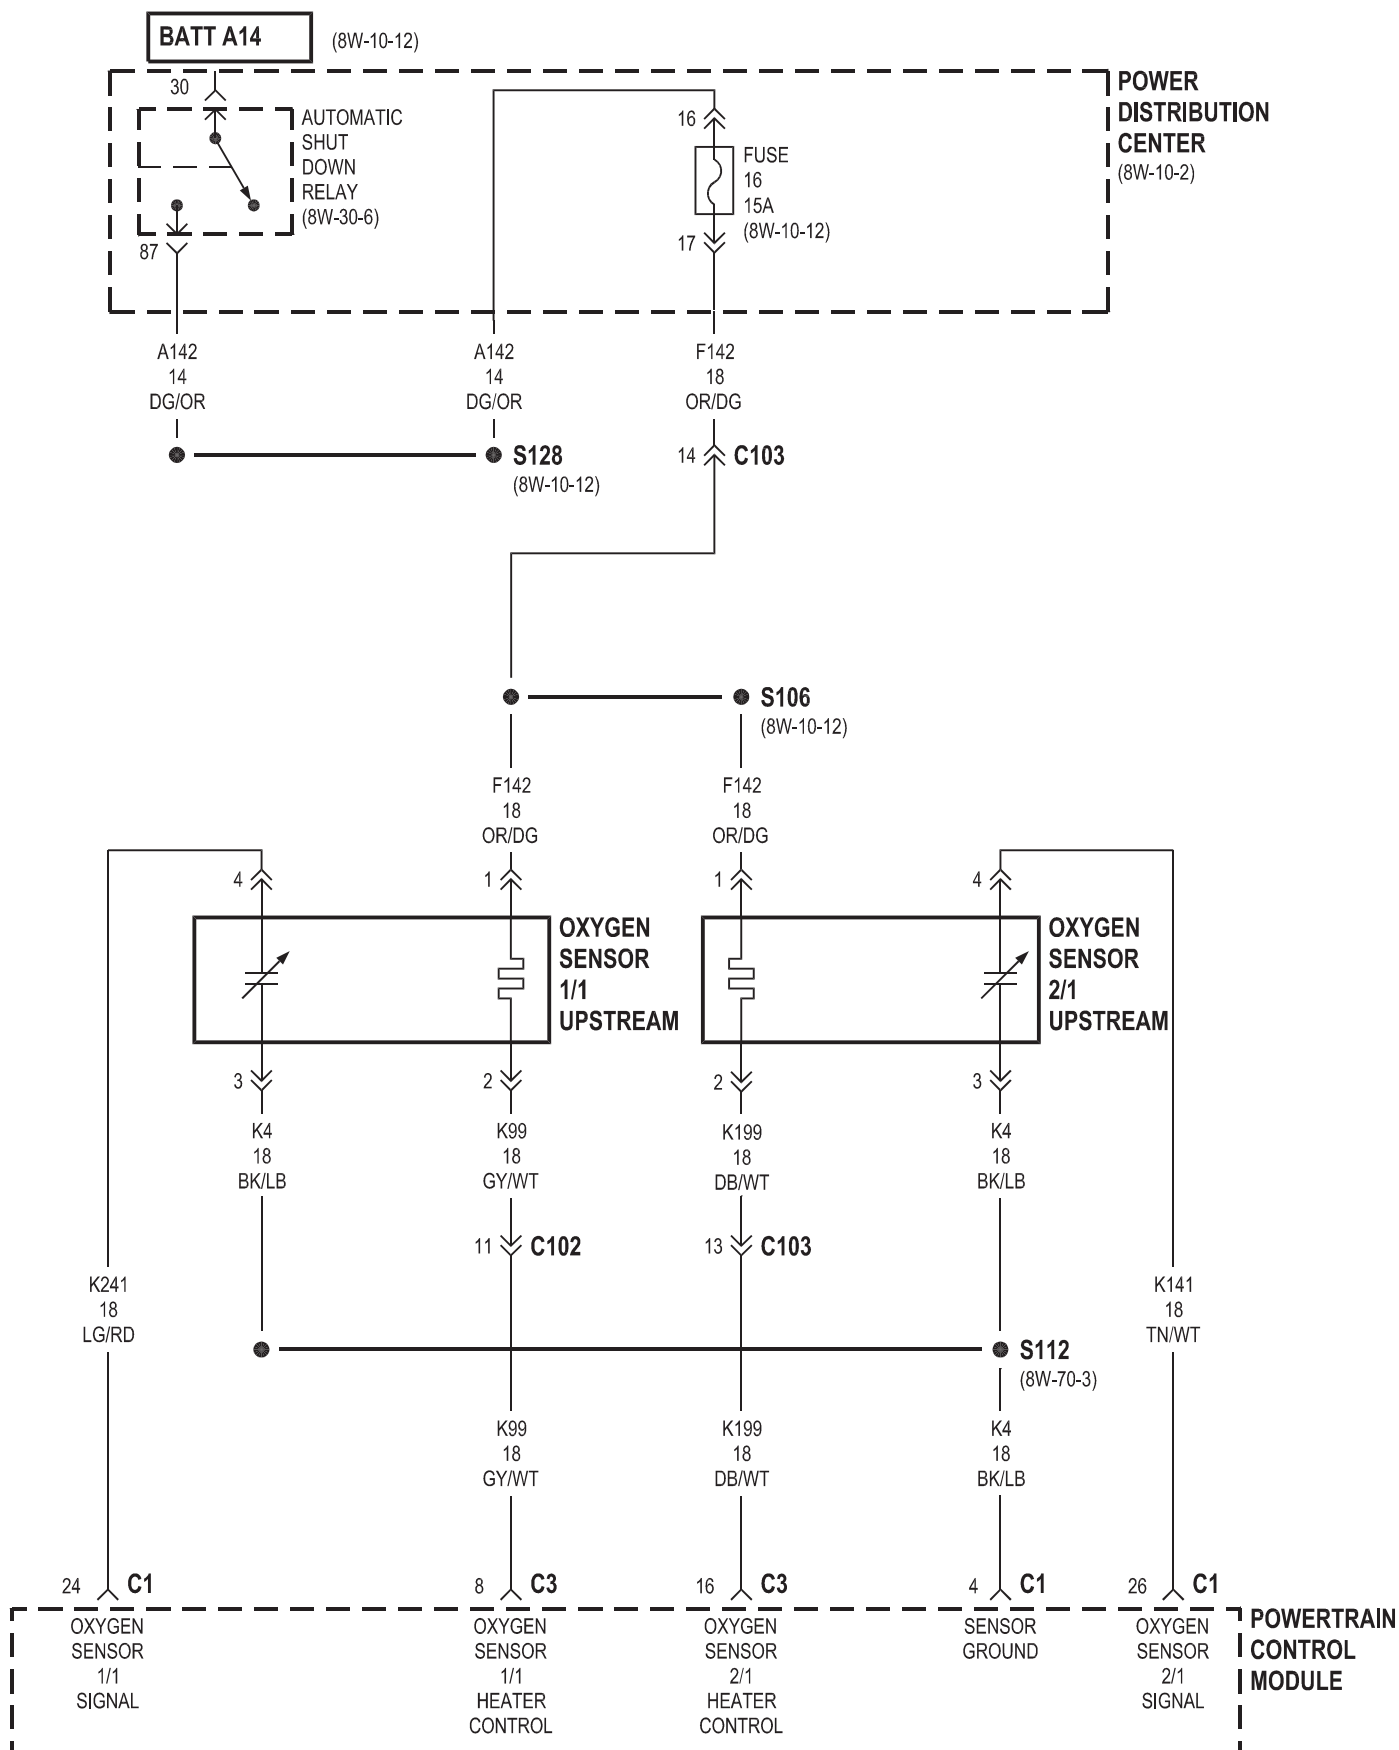 BATT A14
(8W-10-12)
30
AUTOMATIC
SHUT
DOWN
RELAY
(8W-30-6)
87
16
FUSE
16
15A
(8W-10-12)
17
POWER
DISTRIBUTION
CENTER
(8W-10-2)
A142
14
DG/OR
A142
14
DG/OR
F142
18
OR/DG
S128
(8W-10-12)
14
C103
S106
(8W-10-12)
F142
18
OR/DG
F142
18
OR/DG
4
1
1
4
OXYGEN
SENSOR
1/1
UPSTREAM
OXYGEN
SENSOR
2/1
UPSTREAM
3
2
2
3
K4
18
BK/LB
K99
18
GY/WT
K199
18
DB/WT
K4
18
BK/LB
11
C102
13
C103
K241
18
LG/RD
K141
18
TN/WT
S112
(8W-70-3)
K99
18
GY/WT
K199
18
DB/WT
K4
18
BK/LB
24
C1
8
C3
16
C3
4
C1
26
C1
OXYGEN
SENSOR
1/1
SIGNAL
OXYGEN
SENSOR
1/1
HEATER
CONTROL
OXYGEN
SENSOR
2/1
HEATER
CONTROL
SENSOR
GROUND
OXYGEN
SENSOR
2/1
SIGNAL
POWERTRAIN
CONTROL
MODULE